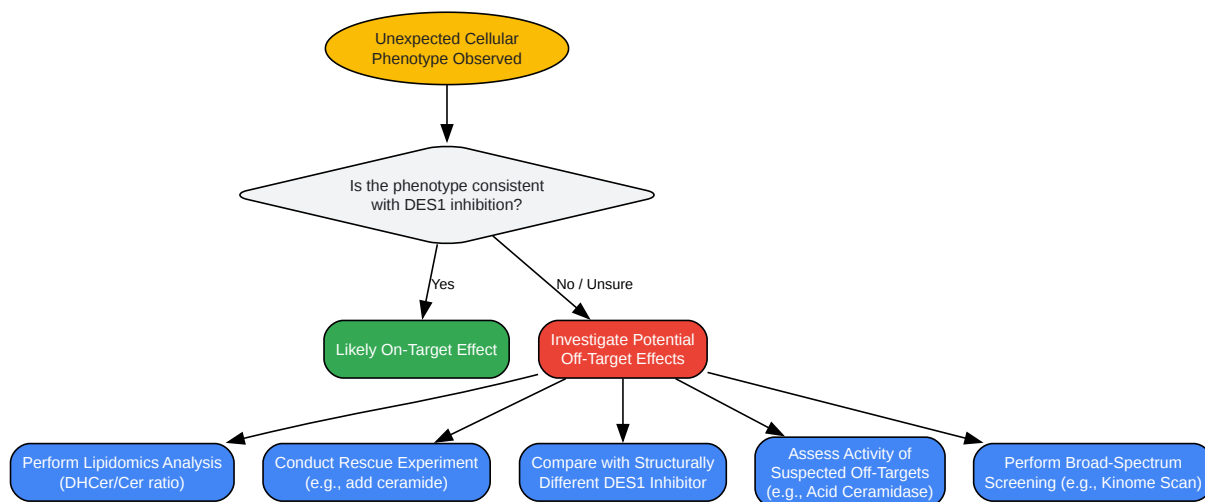 Unexpected Cellular
Phenotype Observed
Is the phenotype consistent
with DES1 inhibition?
Yes
No / Unsure
Likely On-Target Effect
Investigate Potential
Off-Target Effects
Perform Lipidomics Analysis
(DHCer/Cer ratio)
Conduct Rescue Experiment
(e.g., add ceramide)
Compare with Structurally
Different DES1 Inhibitor
Assess Activity of
Suspected Off-Targets
(e.g., Acid Ceramidase)
Perform Broad-Spectrum
Screening (e.g., Kinome Scan)